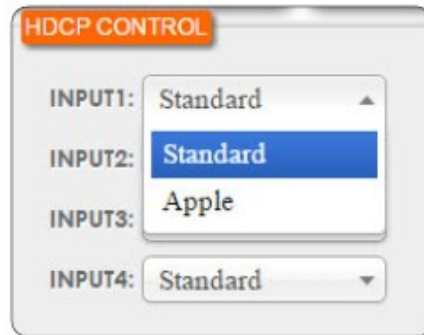 HDCP CONTROL
INPUT1: Standard
INPUT2: Standard
INPUT3: Apple
INPUT4: Standard